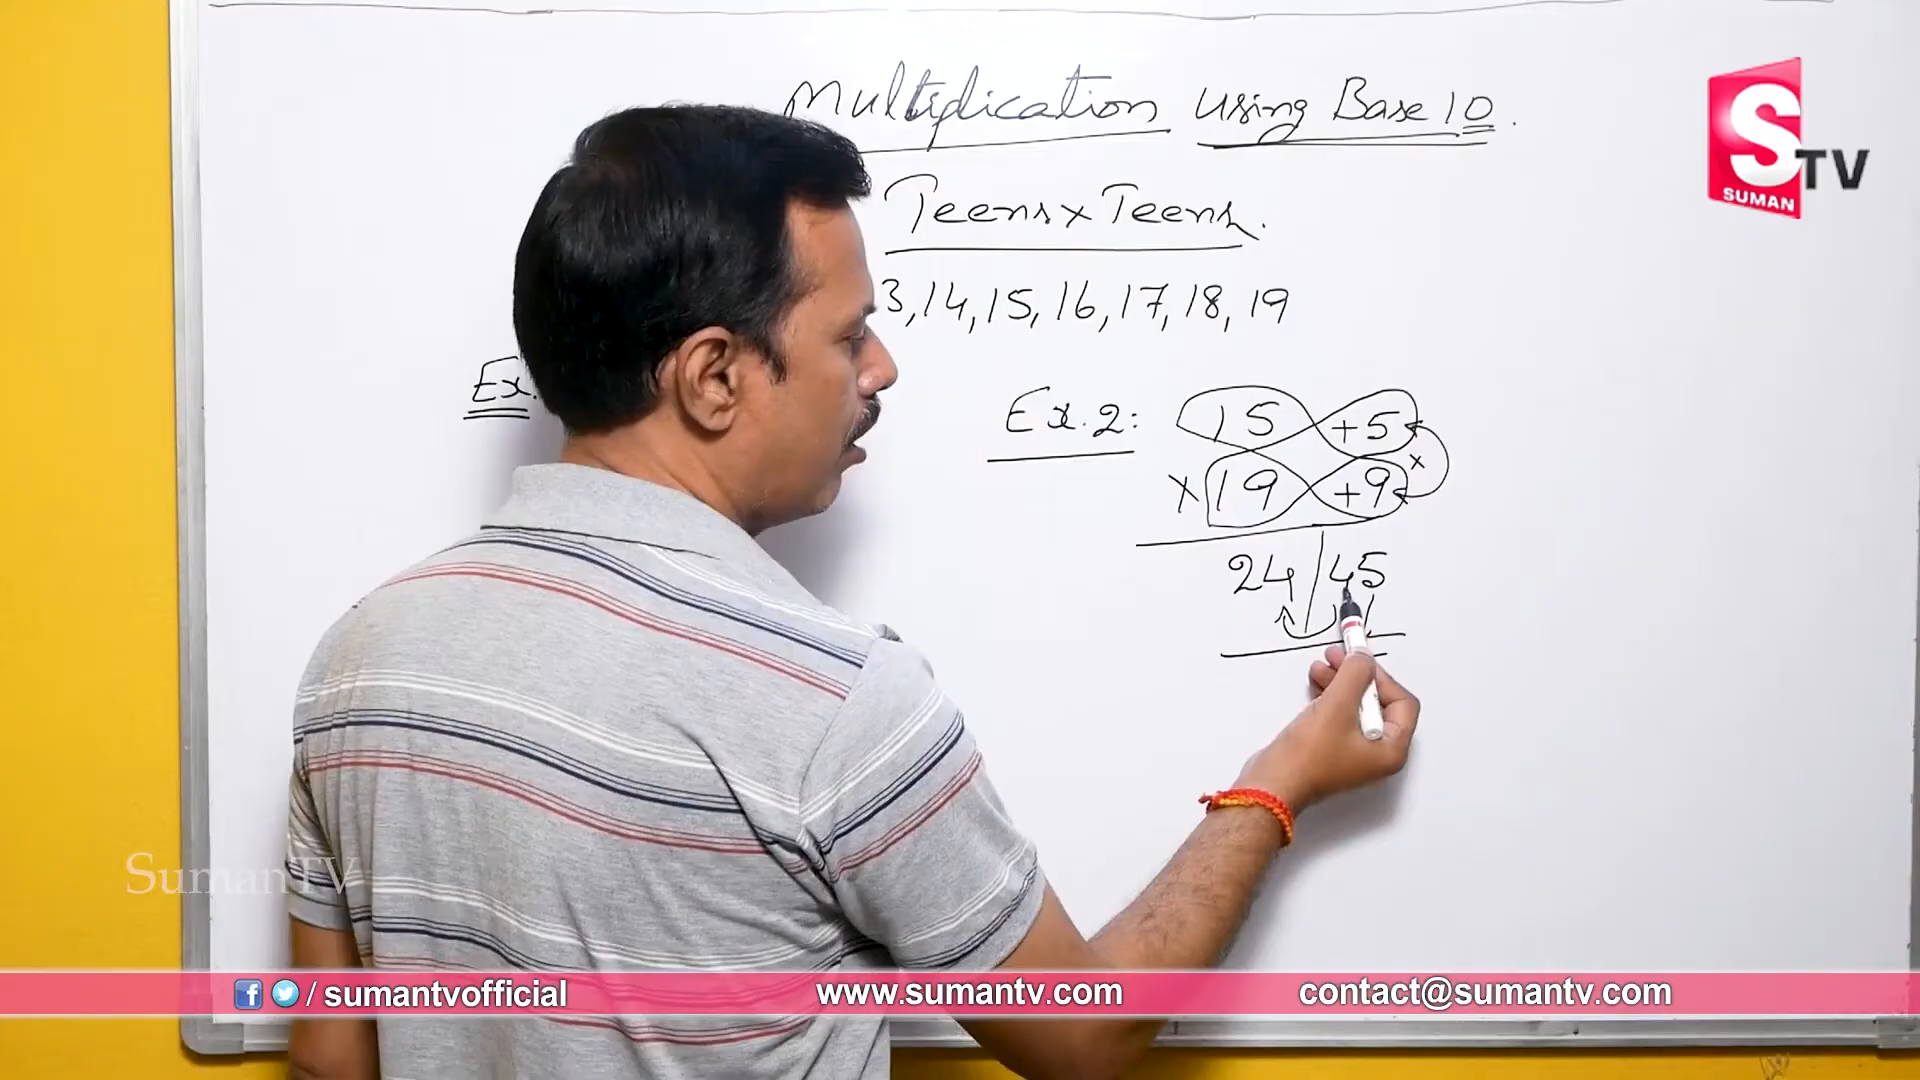 Multiplication using Base 10.
S TV
SUMAN
Teens x Teens.
3, 14, 15, 16, 17, 18, 19
Ex.
Ex.2: 15 +5
x
x 19 +9
24 / 45
SumanTV
/ sumantvofficial www.sumantv.com contact@sumantv.com